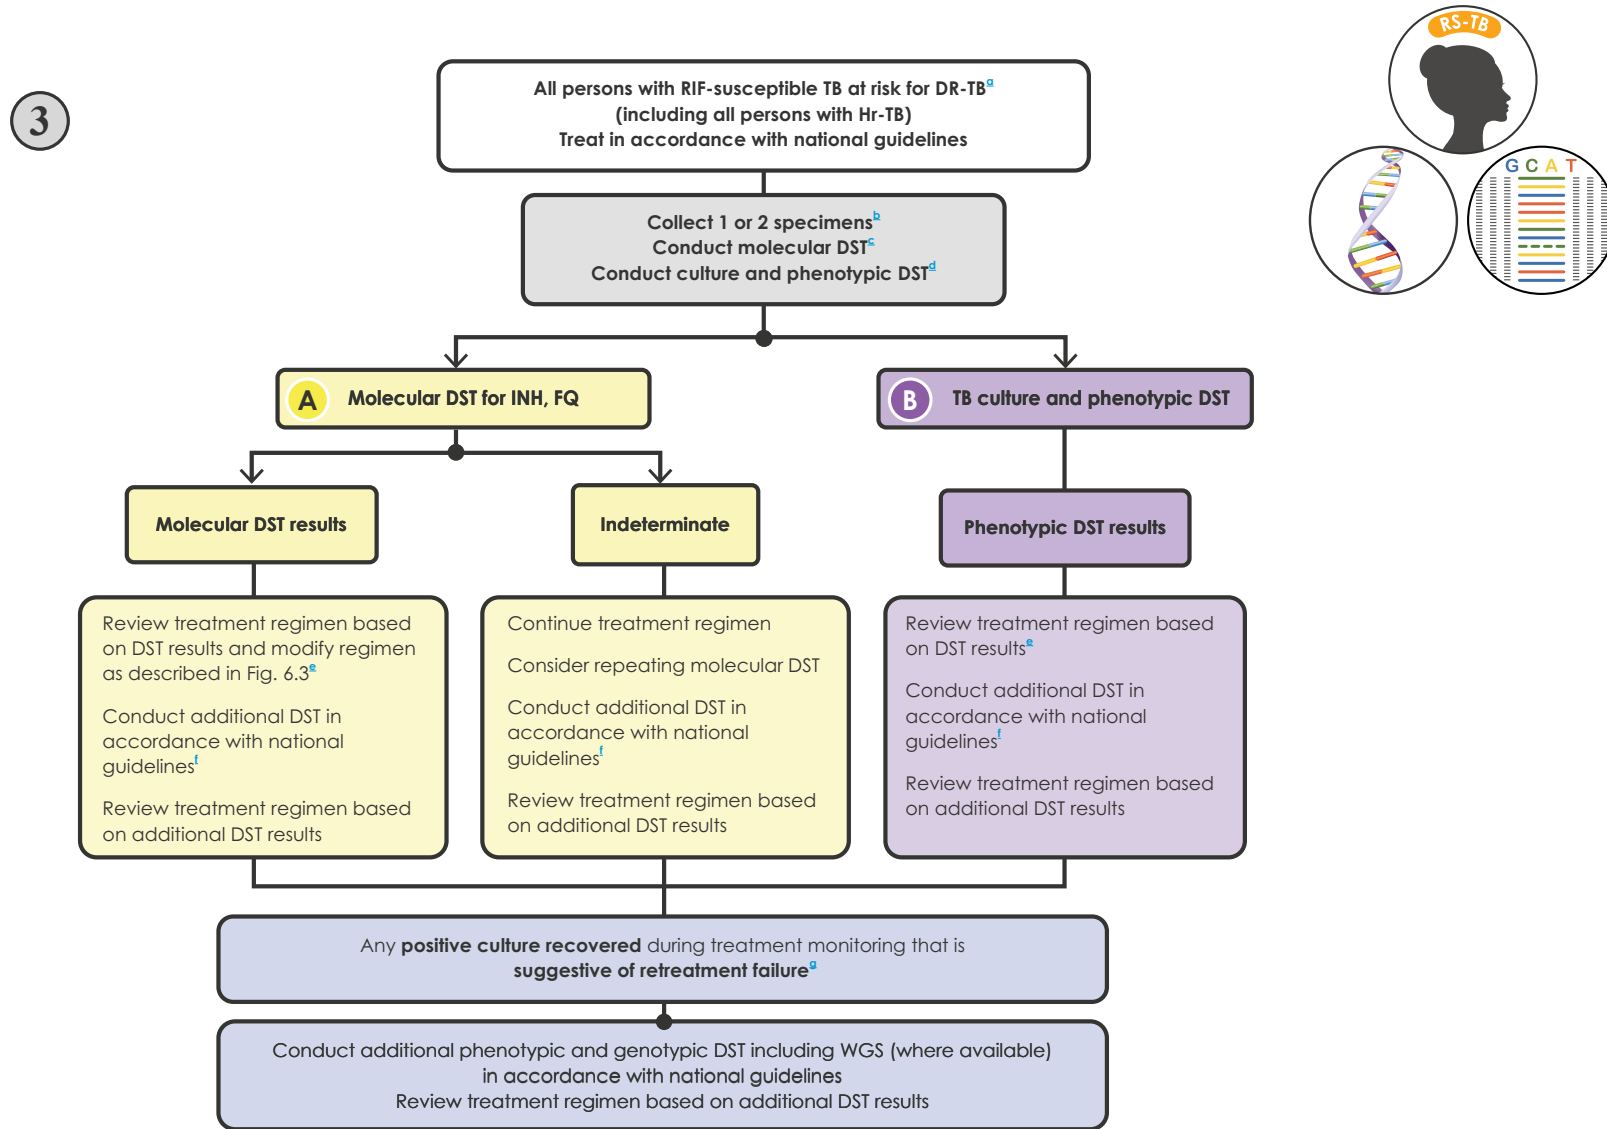 3
RS-TB
G C A T
All persons with RIF-susceptible TB at risk for DR-TBa
(including all persons with Hr-TB)
Treat in accordance with national guidelines
Collect 1 or 2 specimensb
Conduct molecular DSTc
Conduct culture and phenotypic DSTd
A Molecular DST for INH, FQ
B TB culture and phenotypic DST
Molecular DST results
Indeterminate
Phenotypic DST results
Review treatment regimen based
on DST results and modify regimen
as described in Fig. 6.3e
Conduct additional DST in
accordance with national
guidelinesf
Review treatment regimen based
on additional DST results
Continue treatment regimen
Consider repeating molecular DST
Conduct additional DST in
accordance with national
guidelinesf
Review treatment regimen based
on additional DST results
Review treatment regimen based
on DST resultse
Conduct additional DST in
accordance with national
guidelinesf
Review treatment regimen based
on additional DST results
Any positive culture recovered during treatment monitoring that is
suggestive of retreatment failureg
Conduct additional phenotypic and genotypic DST including WGS (where available)
in accordance with national guidelines
Review treatment regimen based on additional DST results